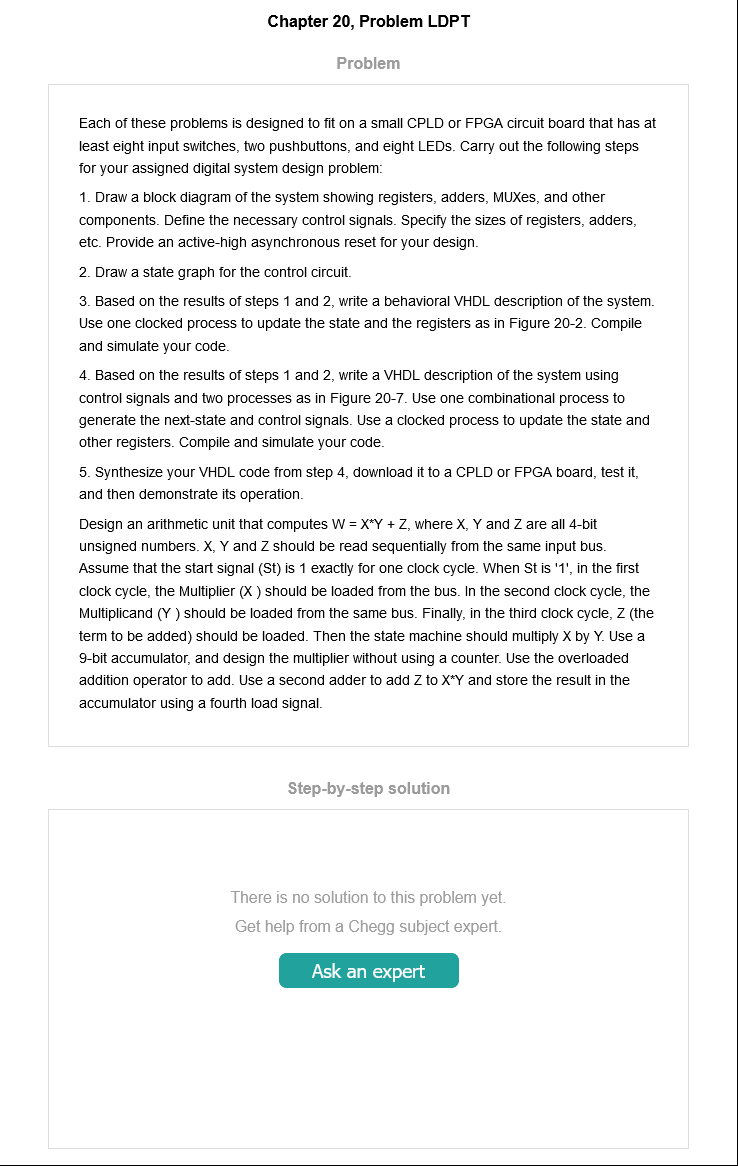 Chapter 20, Problem LDPT
Problem
Each of these problems is designed to fit on a small CPLD or FPGA circuit board that has at
least eight input switches, two pushbuttons, and eight LEDs. Carry out the following steps
for your assigned digital system design problem:
1. Draw a block diagram of the system showing registers, adders, MUXes, and other
components. Define the necessary control signals. Specify the sizes of registers, adders,
etc. Provide an active-high asynchronous reset for your design.
2. Draw a state graph for the control circuit.
3. Based on the results of steps 1 and 2, write a behavioral VHDL description of the system.
Use one clocked process to update the state and the registers as in Figure 20-2. Compile
and simulate your code.
4. Based on the results of steps 1 and 2, write a VHDL description of the system using
control signals and two processes as in Figure 20-7. Use one combinational process to
generate the next-state and control signals. Use a clocked process to update the state and
other registers. Compile and simulate your code.
5. Synthesize your VHDL code from step 4, download it to a CPLD or FPGA board, test it,
and then demonstrate its operation.
Design an arithmetic unit that computes W = X*Y + Z, where X, Y and Z are all 4-bit
unsigned numbers. X, Y and Z should be read sequentially from the same input bus.
Assume that the start signal (St) is 1 exactly for one clock cycle. When St is '1', in the first
clock cycle, the Multiplier (X ) should be loaded from the bus. In the second clock cycle, the
Multiplicand (Y ) should be loaded from the same bus. Finally, in the third clock cycle, Z (the
term to be added) should be loaded. Then the state machine should multiply X by Y. Use a
9-bit accumulator, and design the multiplier without using a counter. Use the overloaded
addition operator to add. Use a second adder to add Z to X*Y and store the result in the
accumulator using a fourth load signal.
Step-by-step solution
There is no solution to this problem yet.
Get help from a Chegg subject expert.
Ask an expert